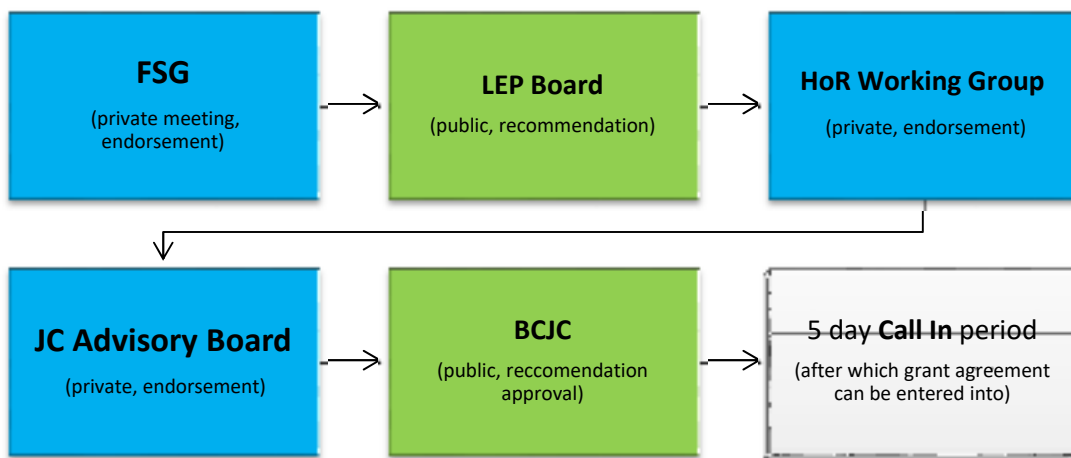 FSG
(private meeting,
endorsement)
LEP Board
(public, recommendation)
HoR Working Group
(private, endorsement)
JC Advisory Board
(private, endorsement)
BCJC
(public, reccomendation
approval)
5 day Call In period
(after which grant agreement
can be entered into)